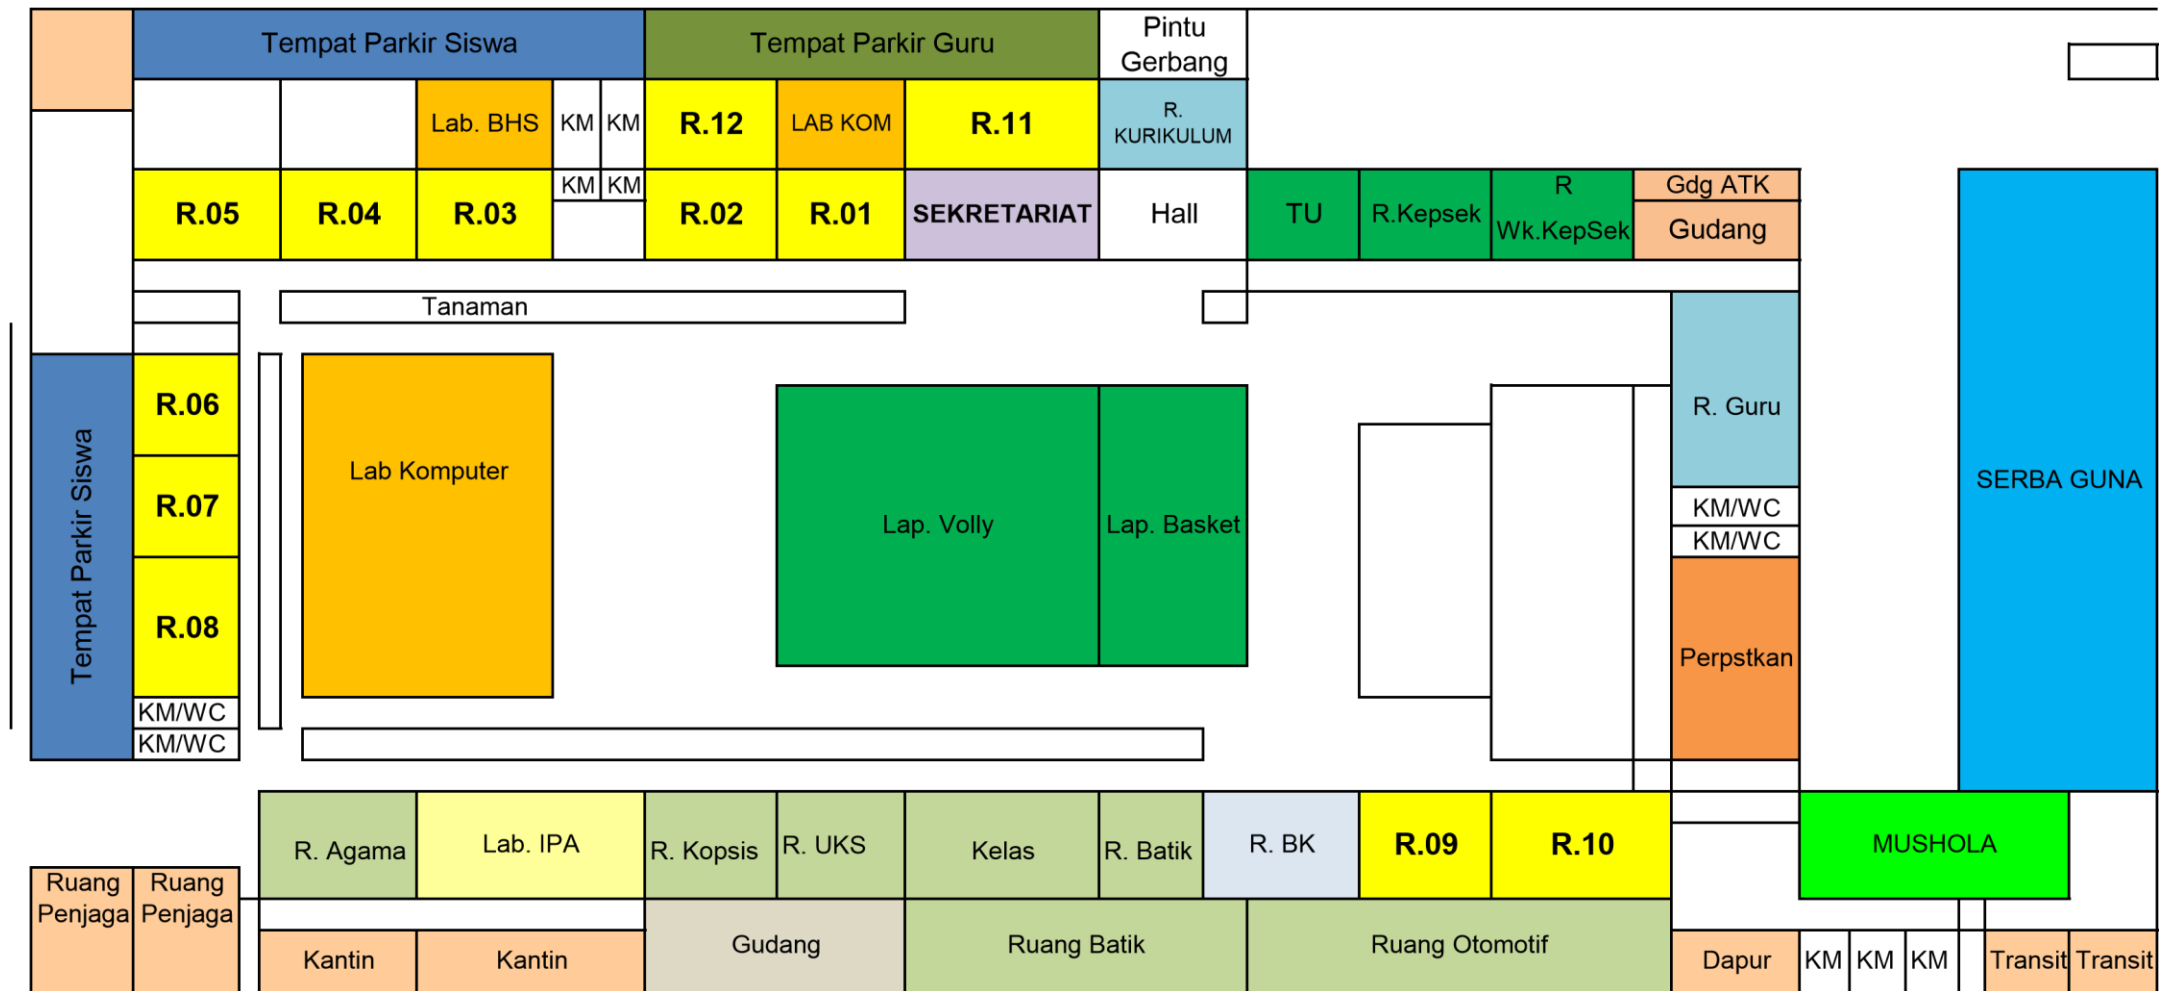 Tempat Parkir Siswa
Tempat Parkir Guru
Pintu
Gerbang
Lab. BHS
KM
KM
R.12
LAB KOM
R.11
R.
KURIKULUM
R.05
R.04
R.03
KM
KM
R.02
R.01
SEKRETARIAT
Hall
TU
R.Kepsek
R
Wk.KepSek
Gdg ATK
Gudang
Tanaman
Tempat Parkir Siswa
R.06
R.07
R.08
KM/WC
KM/WC
Lab Komputer
Lap. Volly
Lap. Basket
R. Guru
KM/WC
KM/WC
Perpstkan
SERBA GUNA
R. Agama
Lab. IPA
R. Kopsis
R. UKS
Kelas
R. Batik
R. BK
R.09
R.10
MUSHOLA
Ruang
Penjaga
Ruang
Penjaga
Kantin
Kantin
Gudang
Ruang Batik
Ruang Otomotif
Dapur
KM
KM
KM
Transit
Transit